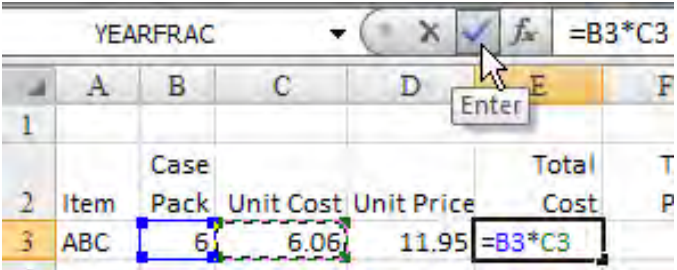 YEARFRAC fx =B3*C3
A B C D E F
Enter
1
Case Total T
2 Item Pack Unit Cost Unit Price Cost P
3 ABC 6 6.06 11.95 =B3*C3